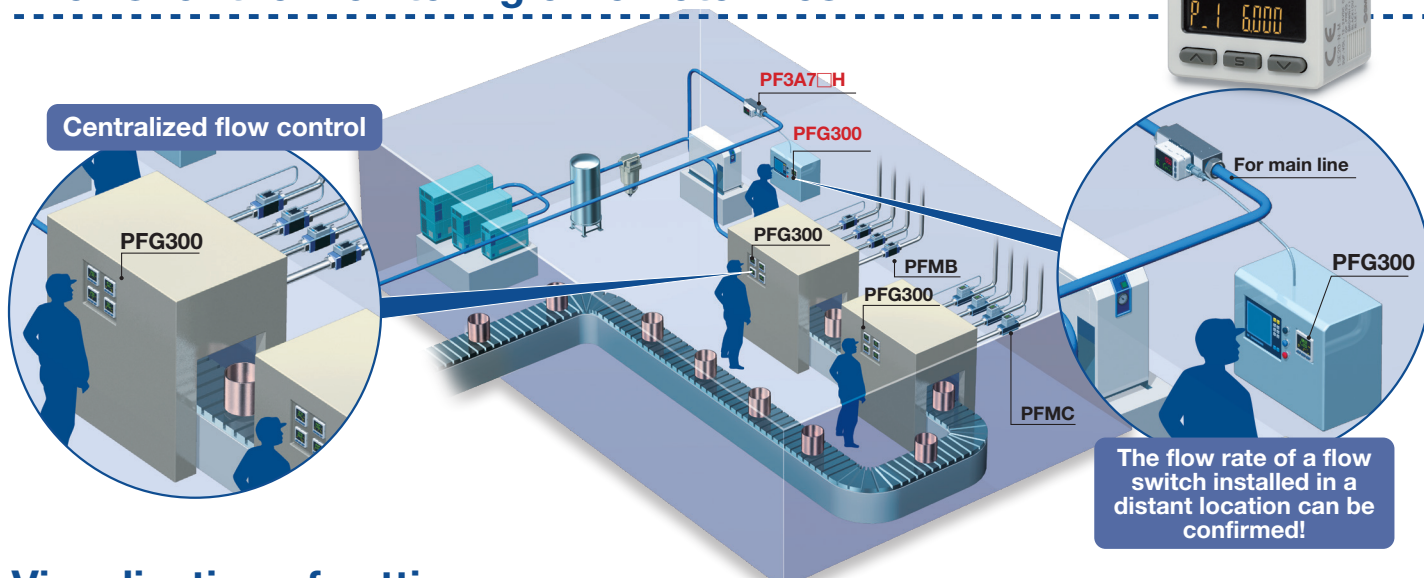 P_1 6.000
S
CE
PF3A7□H
Centralized flow control
PFG300
For main line
PFG300
PFG300
PFG300
PFMB
PFG300
PFMC
The flow rate of a flow
switch installed in a
distant location can be
confirmed!